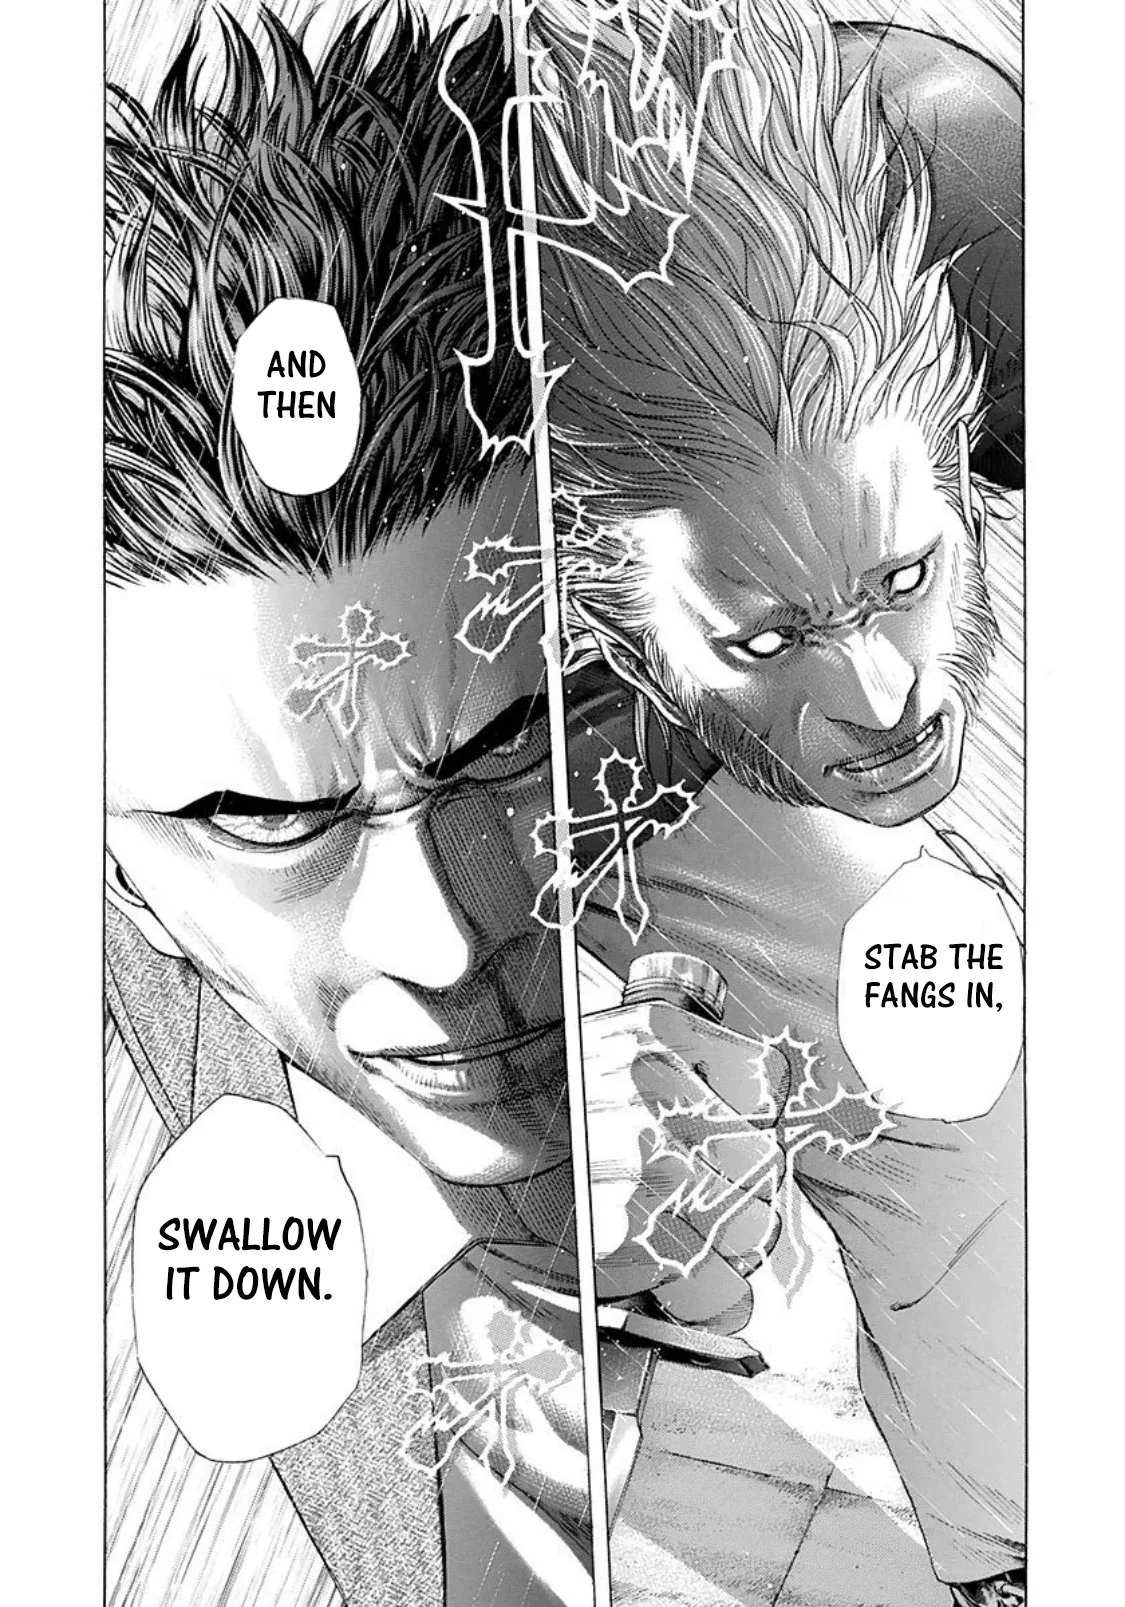 STAB THE
FANGS IN,
AND
THEN
SWALLOW
IT DOWN.